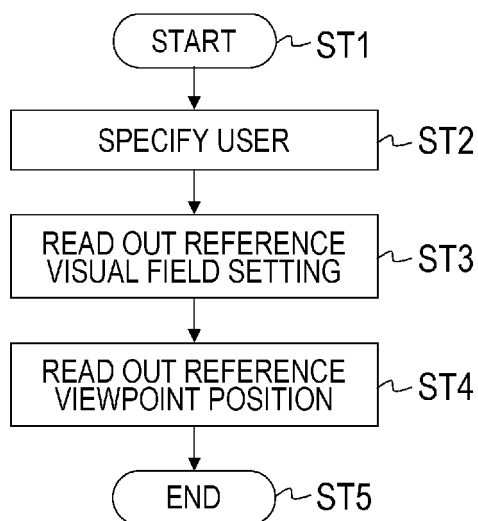 START ST1
SPECIFY USER ST2
READ OUT REFERENCE
VISUAL FIELD SETTING ST3
READ OUT REFERENCE
VIEWPOINT POSITION ST4
END ST5